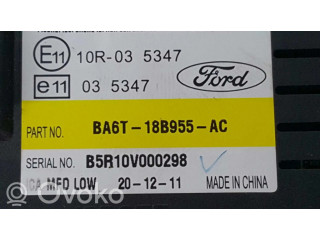 E11 10R-03 5347
e11 03 5347
Ford
PART NO. BA6T-18B955-AC
SERIAL NO. B5R10V000298
MFD LOW 20-12-11 MADE IN CHINA
OVOKO